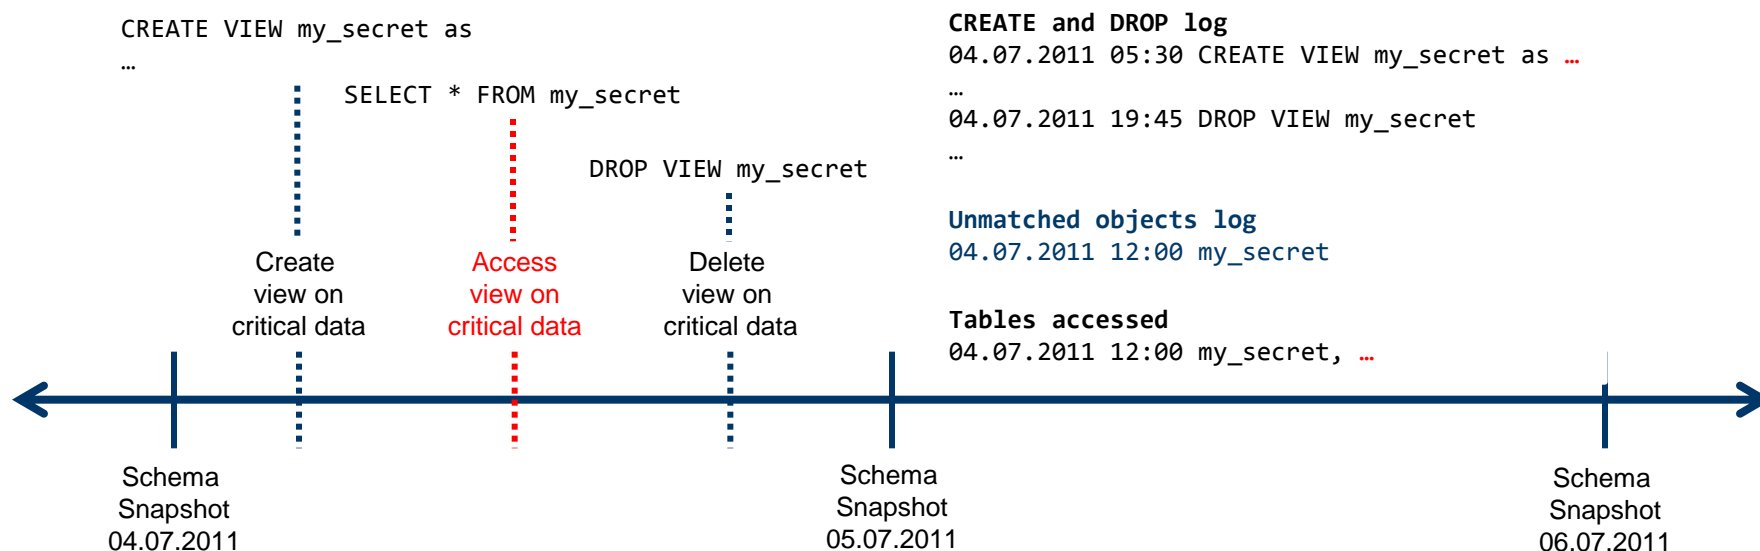 CREATE VIEW my_secret as
…
SELECT * FROM my_secret
DROP VIEW my_secret
Create
view on
critical data
Access
view on
critical data
Delete
view on
critical data
CREATE and DROP log
04.07.2011 05:30 CREATE VIEW my_secret as …
…
04.07.2011 19:45 DROP VIEW my_secret
…
Unmatched objects log
04.07.2011 12:00 my_secret
Tables accessed
04.07.2011 12:00 my_secret, …
Schema
Snapshot
04.07.2011
Schema
Snapshot
05.07.2011
Schema
Snapshot
06.07.2011